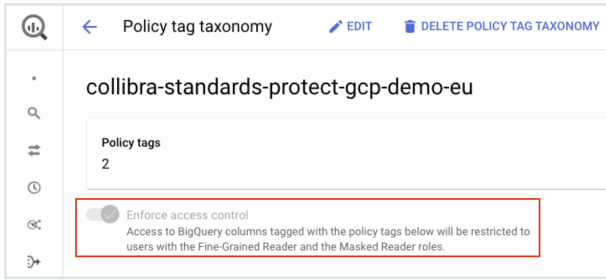 Policy tag taxonomy EDIT DELETE POLICY TAG TAXONOMY
collibra-standards-protect-gcp-demo-eu
Policy tags
2
Enforce access control
Access to BigQuery columns tagged with the policy tags below will be restricted to
users with the Fine-Grained Reader and the Masked Reader roles.